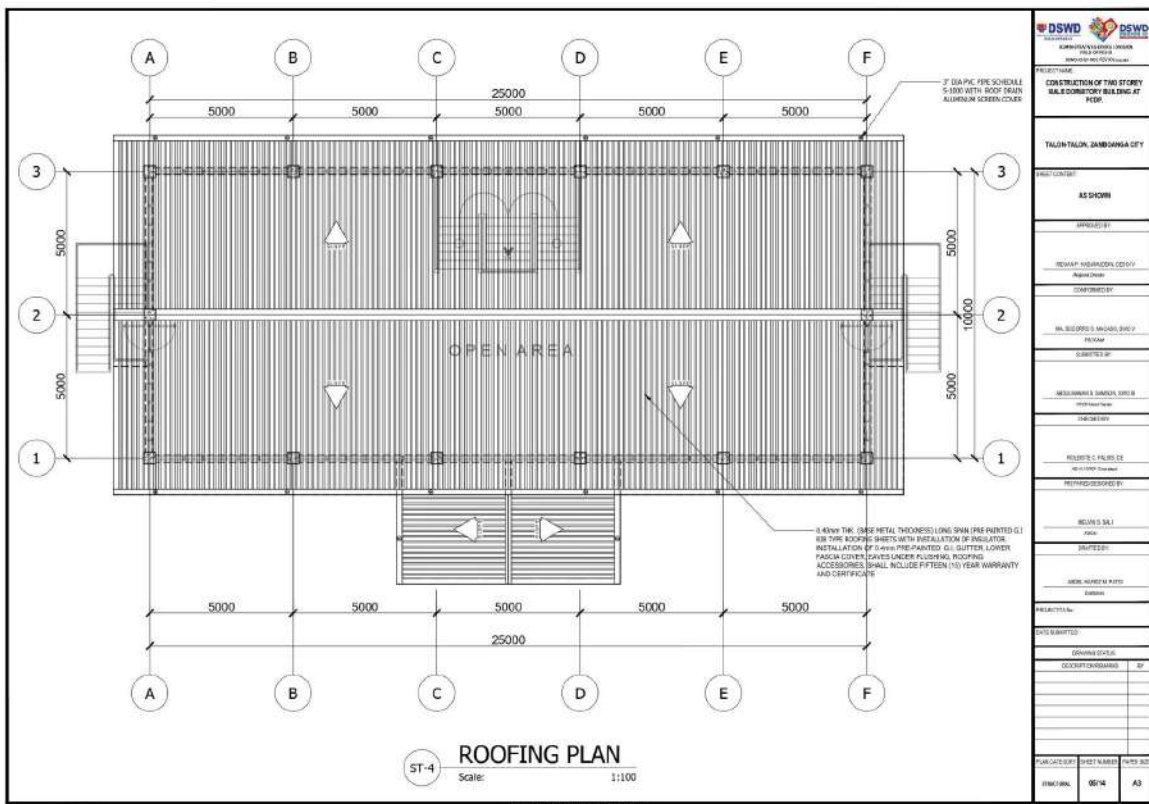 A B C D E F
25000
5000 5000 5000 5000 5000
3" DIA PVC PIPE SCHEDULE
S-1000 WITH ROOF DRAIN
ALUMINUM SCREEN COVER
3 3
5000 5000
2 2
10000
OPEN AREA
5000 5000
1 1
0.40mm THK. (BASE METAL THICKNESS) LONG SPAN (PRE-PAINTED G.I
RIB TYPE ROOFING SHEETS WITH INSTALLATION OF INSULATOR.
INSTALLATION OF 0.4mm PRE-PAINTED G.I. GUTTER, LOWER
FASCIA COVER, EAVES UNDER FLUSHING, ROOFING
ACCESSORIES. SHALL INCLUDE FIFTEEN (15) YEAR WARRANTY
AND CERTIFICATE
5000 5000 5000 5000 5000
25000
A B C D E F
ST-4
ROOFING PLAN
Scale: 1:100
DSWD DSWD
PROJECT NAME:
CONSTRUCTION OF TWO STOREY
MALE DORMITORY BUILDING AT
PCDP.
TALON-TALON, ZAMBOANGA CITY
SHEET CONTENT:
AS SHOWN
APPROVED BY:
Regional Director
CONFORMED BY:
SUBMITTED BY:
CHECKED BY:
PREPARED/DESIGNED BY:
DRAFTED BY:
DATE SUBMITTED:
DRAWING STATUS
DESCRIPTION/REMARKS BY
PLAN CATEGORY SHEET NUMBER PAPER SIZE
STRUCTURAL 05/14 A3